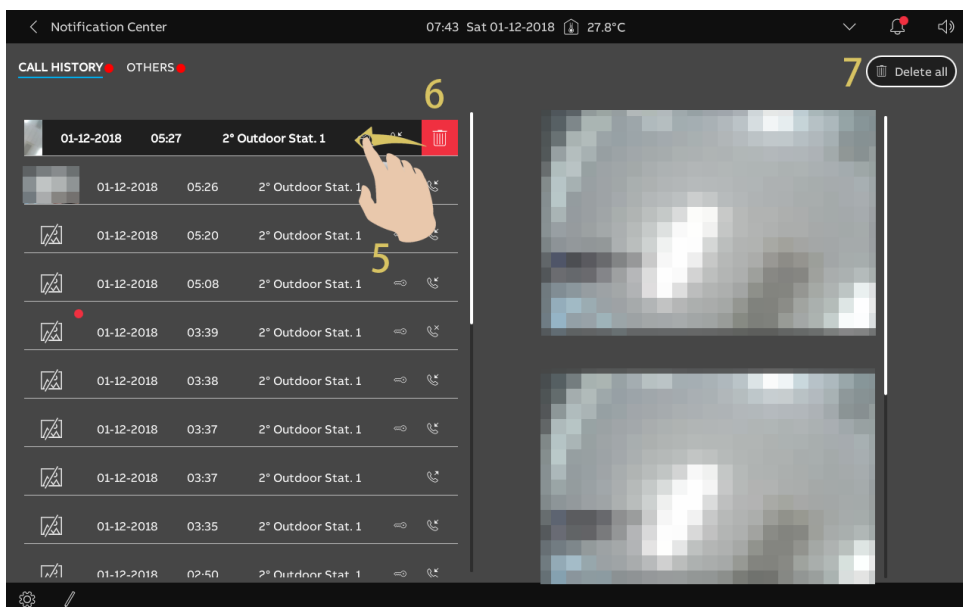 Notification Center 07:43 Sat 01-12-2018 27.8°C
CALL HISTORY OTHERS 7 Delete all
6
01-12-2018 05:27 2° Outdoor Stat. 1
01-12-2018 05:26 2° Outdoor Stat. 1
01-12-2018 05:20 2° Outdoor Stat. 1
5
01-12-2018 05:08 2° Outdoor Stat. 1
01-12-2018 03:39 2° Outdoor Stat. 1
01-12-2018 03:38 2° Outdoor Stat. 1
01-12-2018 03:37 2° Outdoor Stat. 1
01-12-2018 03:37 2° Outdoor Stat. 1
01-12-2018 03:35 2° Outdoor Stat. 1
01-12-2018 02:50 2° Outdoor Stat. 1